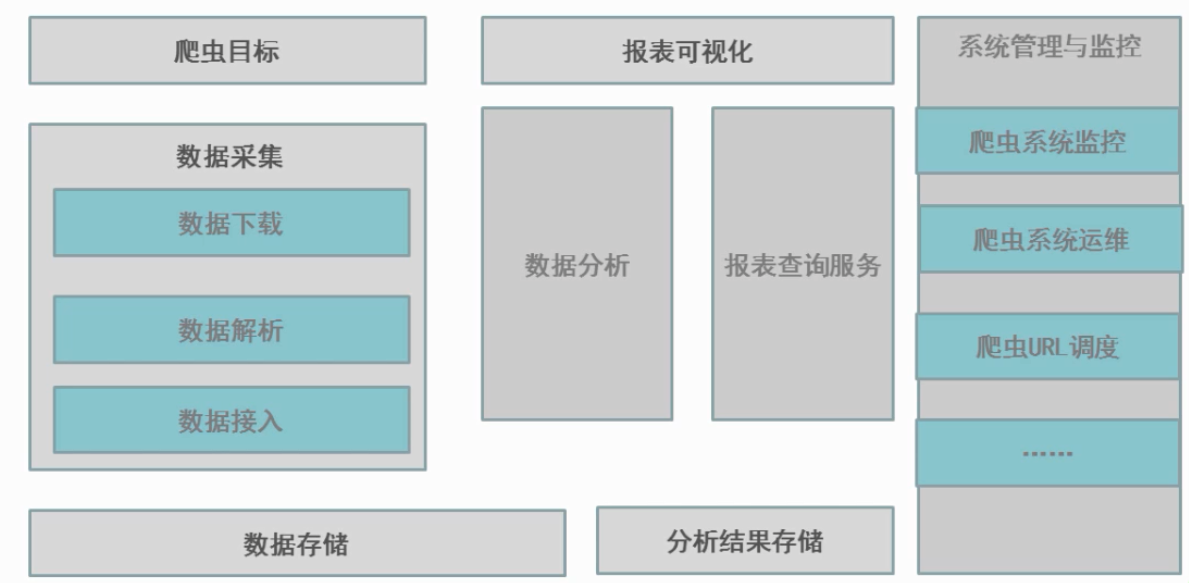 爬虫目标
数据采集
数据下载
数据解析
数据接入
数据存储
报表可视化
数据分析
报表查询服务
分析结果存储
系统管理与监控
爬虫系统监控
爬虫系统运维
爬虫URL调度
······